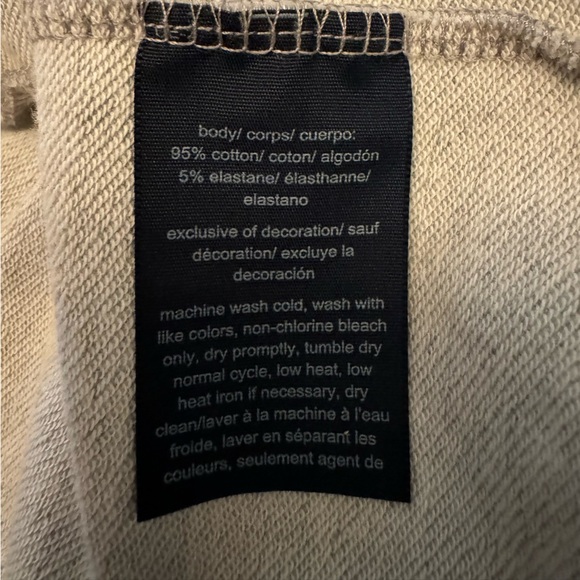 body/ corps/ cuerpo:
95% cotton/ coton/ algodón
5% elastane/ élasthanne/
elastano
exclusive of decoration/ sauf
décoration/ excluye la
decoración
machine wash cold, wash with
like colors, non-chlorine bleach
only, dry promptly, tumble dry
normal cycle, low heat, low
heat iron if necessary, dry
clean/laver à la machine à l'eau
froide, laver en séparant les
couleurs, seulement agent de